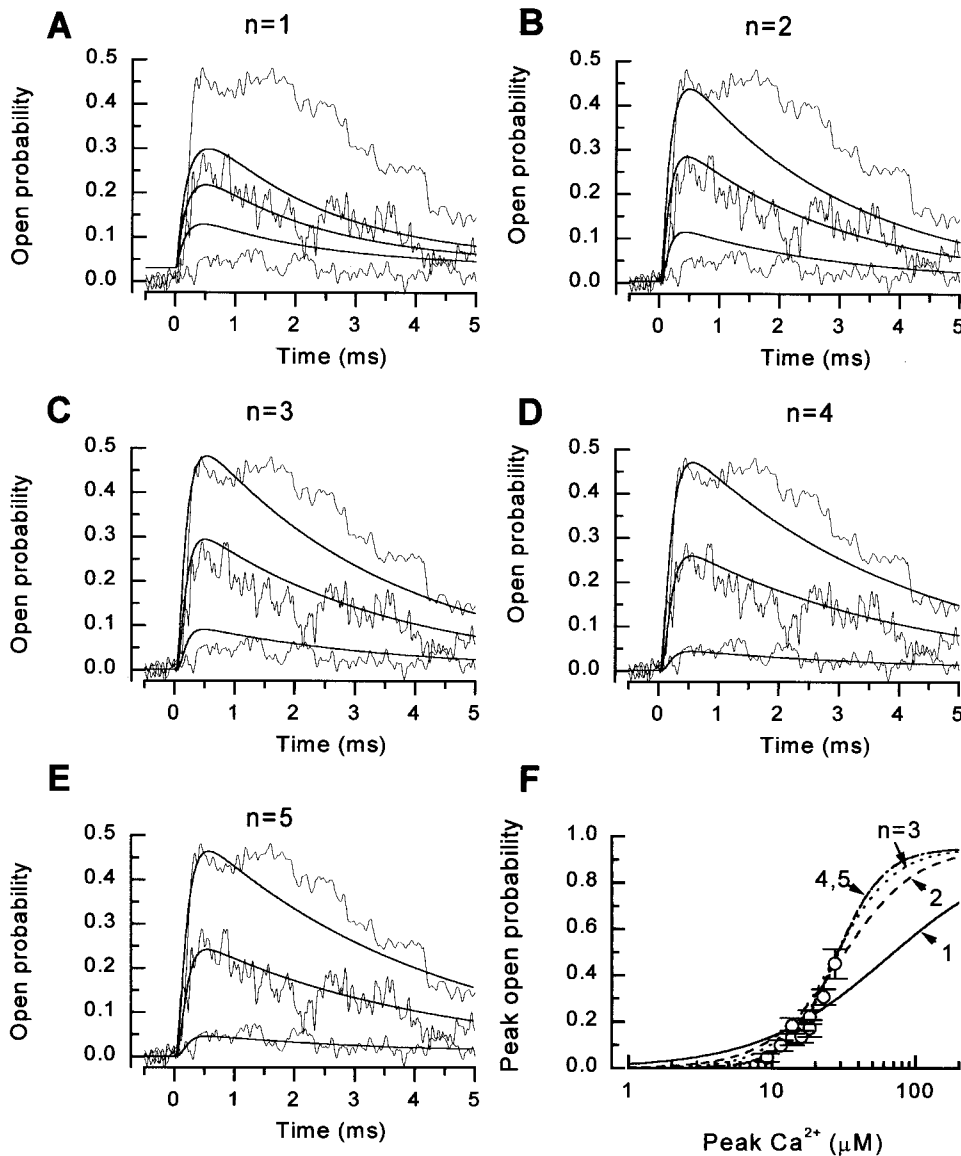 A
n=1
Open probability
0.5
0.4
0.3
0.2
0.1
0.0
0 1 2 3 4 5
Time (ms)
B
n=2
Open probability
0.5
0.4
0.3
0.2
0.1
0.0
0 1 2 3 4 5
Time (ms)
C
n=3
Open probability
0.5
0.4
0.3
0.2
0.1
0.0
0 1 2 3 4 5
Time (ms)
D
n=4
Open probability
0.5
0.4
0.3
0.2
0.1
0.0
0 1 2 3 4 5
Time (ms)
E
n=5
Open probability
0.5
0.4
0.3
0.2
0.1
0.0
0 1 2 3 4 5
Time (ms)
F
Peak open probability
1.0
0.8
0.6
0.4
0.2
0.0
n=3
4,5
2
1
1 10 100
Peak Ca²⁺ (μM)